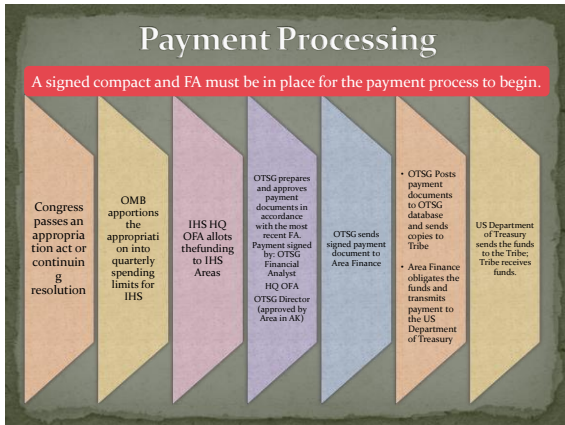 Payment Processing
A signed compact and FA must be in place for the payment process to begin.
Congress
passes an
appropria
tion act or
continuin
g
resolution
OMB
apportions
the
appropriati
on into
quarterly
spending
limits for
IHS
IHS HQ
OFA allots
thefunding
to IHS
Areas
OTSG prepares
and approves
payment
documents in
accordance
with the most
recent FA.
Payment signed
by: OTSG
Financial
Analyst
HQ OFA
OTSG Director
(approved by
Area in AK)
OTSG sends
signed payment
document to
Area Finance
• OTSG Posts
payment
documents
to OTSG
database
and sends
copies to
Tribe
• Area Finance
obligates the
funds and
transmits
payment to
the US
Department
of Treasury
US Department
of Treasury
sends the funds
to the Tribe;
Tribe receives
funds.